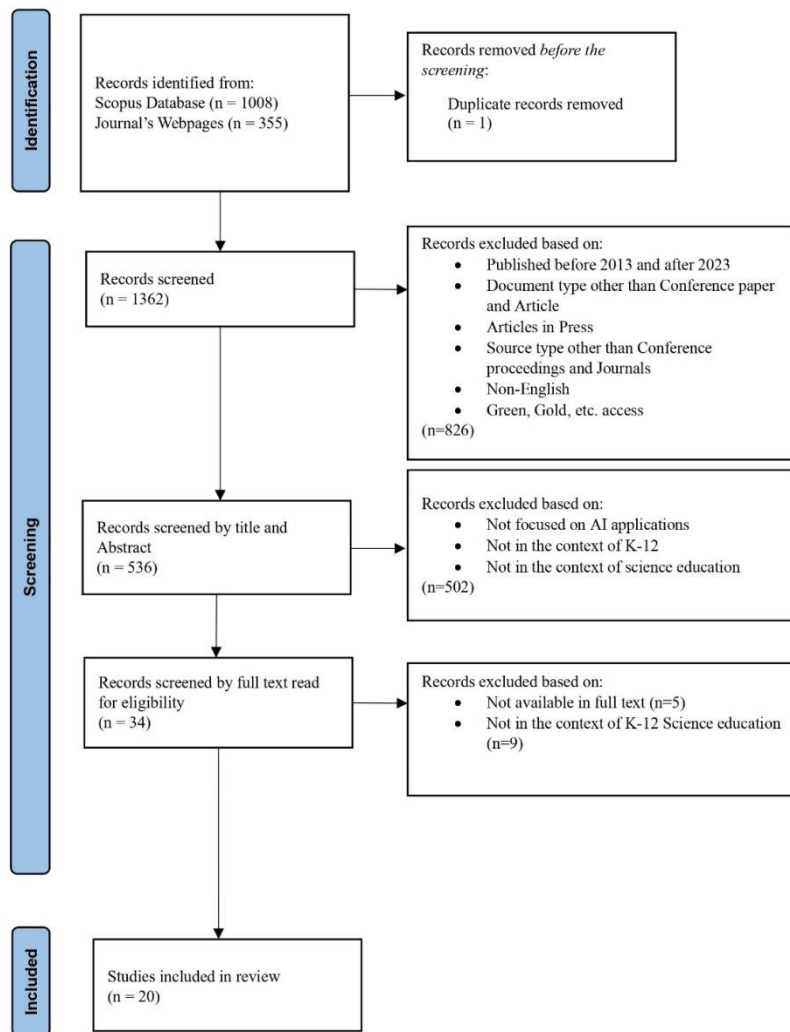 Identification
Records identified from:
Scopus Database (n = 1008)
Journal's Webpages (n = 355)
Records removed before the
screening:
Duplicate records removed
(n = 1)
Screening
Records screened
(n = 1362)
Records excluded based on:
• Published before 2013 and after 2023
• Document type other than Conference paper
and Article
• Articles in Press
• Source type other than Conference
proceedings and Journals
• Non-English
• Green, Gold, etc. access
(n=826)
Records screened by title and
Abstract
(n = 536)
Records excluded based on:
• Not focused on AI applications
• Not in the context of K-12
• Not in the context of science education
(n=502)
Records screened by full text read
for eligibility
(n = 34)
Records excluded based on:
• Not available in full text (n=5)
• Not in the context of K-12 Science education
(n=9)
Included
Studies included in review
(n = 20)